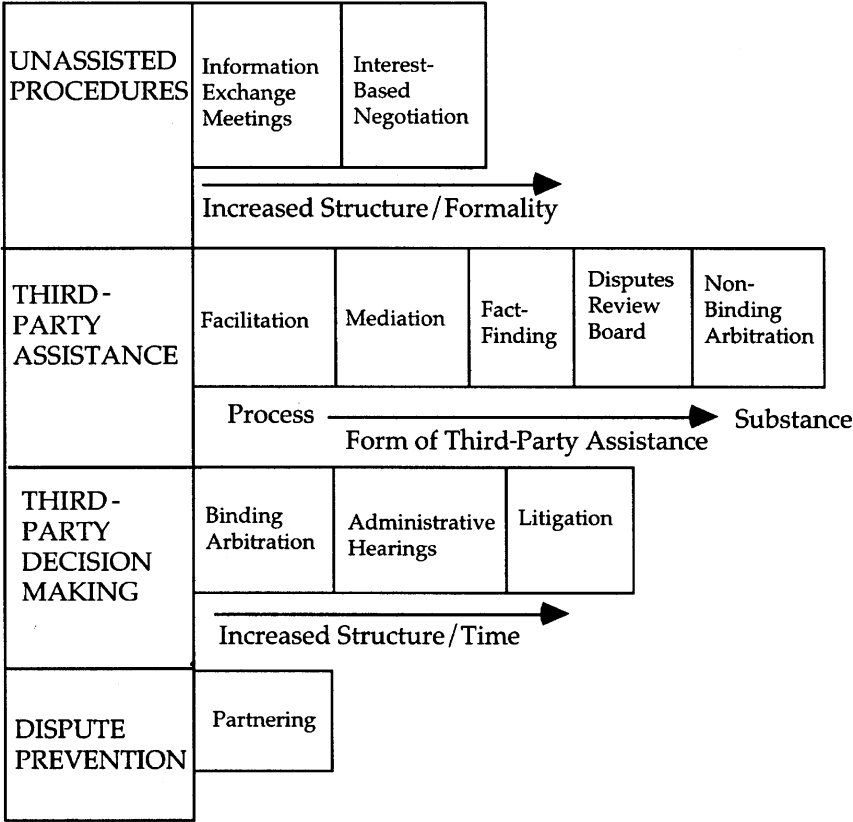 UNASSISTED
PROCEDURES
Information
Exchange
Meetings
Interest-
Based
Negotiation
Increased Structure/Formality
THIRD-
PARTY
ASSISTANCE
Facilitation
Mediation
Fact-
Finding
Disputes
Review
Board
Non-
Binding
Arbitration
Process
Substance
Form of Third-Party Assistance
THIRD-
PARTY
DECISION
MAKING
Binding
Arbitration
Administrative
Hearings
Litigation
Increased Structure/Time
DISPUTE
PREVENTION
Partnering